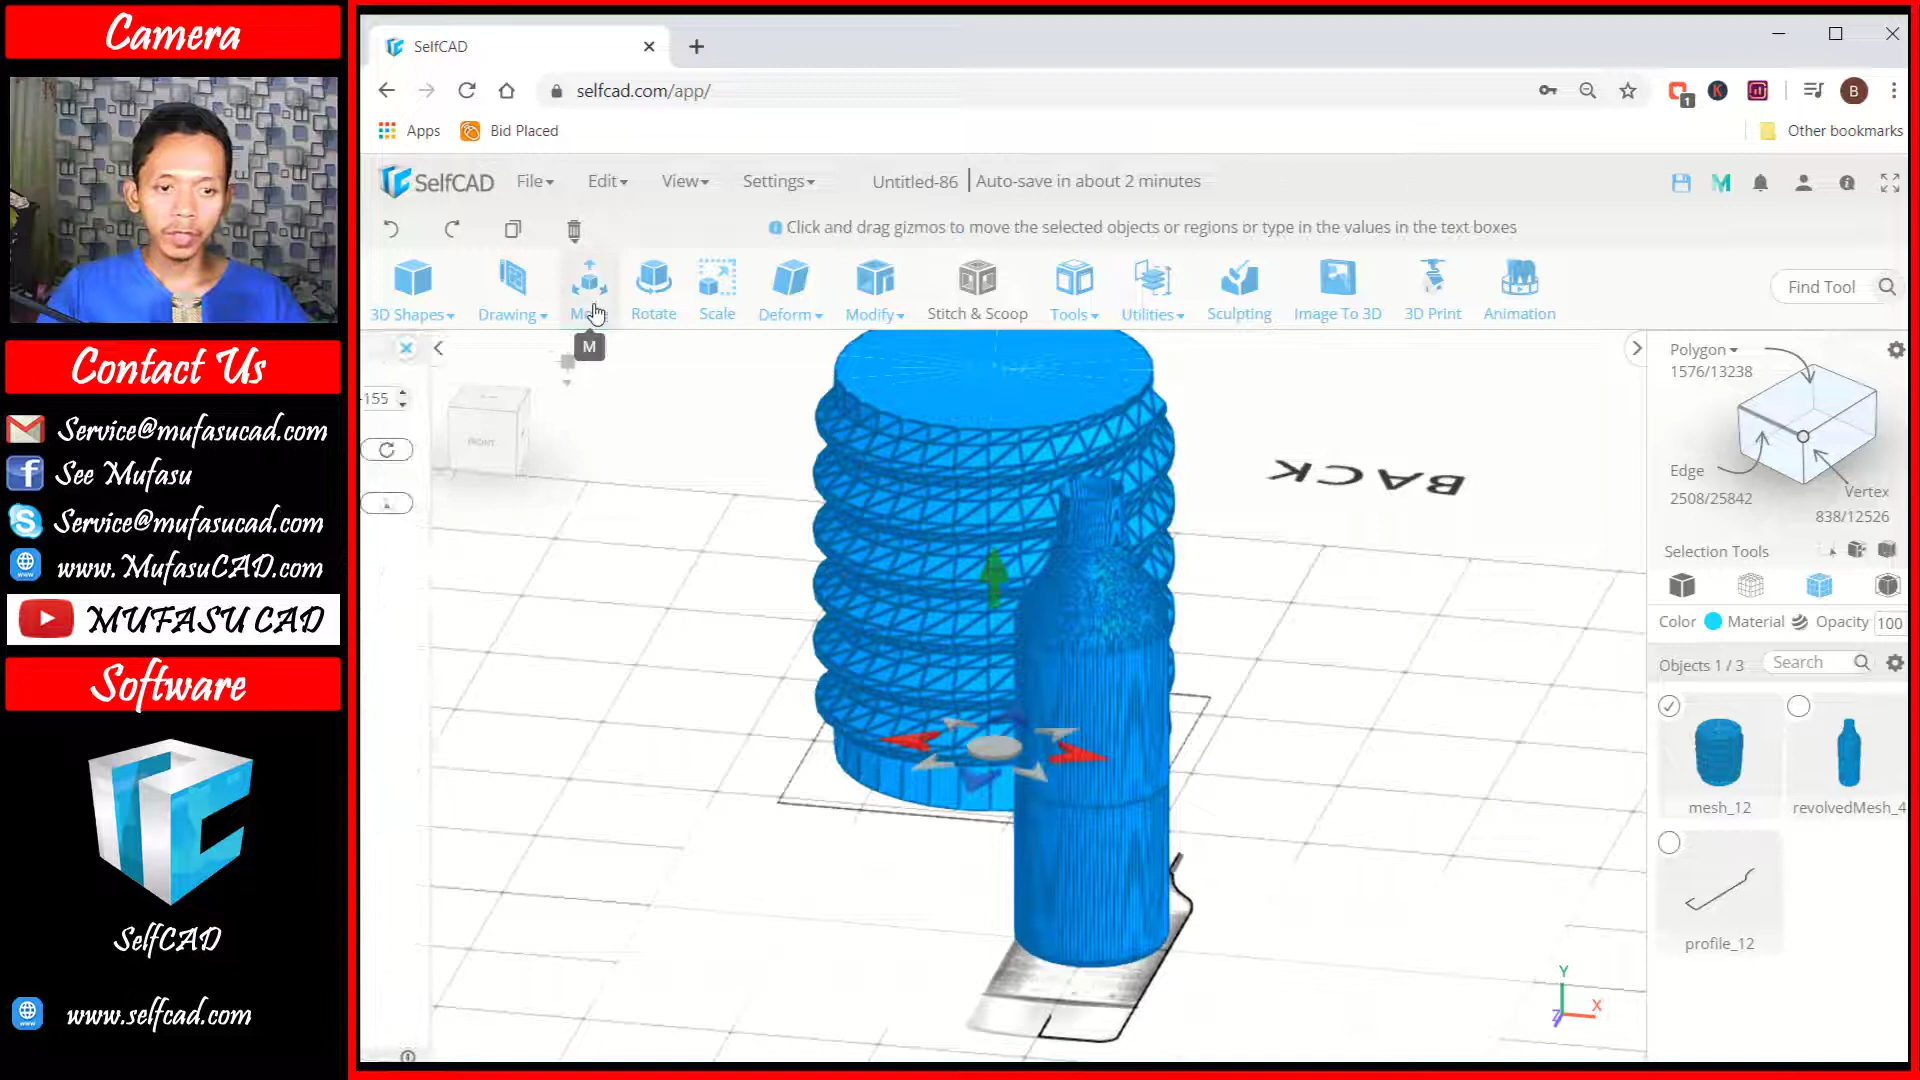 Camera
Contact Us
Service@mufasucad.com
See Mufasu
Service@mufasucad.com
www.MufasuCAD.com
MUFASU CAD
Software
SelfCAD
www.selfcad.com
SelfCAD
selfcad.com/app/
1
K
B
Apps
Bid Placed
Other bookmarks
SelfCAD
File
Edit
View
Settings
Untitled-86
Auto-save in about 2 minutes
Click and drag gizmos to move the selected objects or regions or type in the values in the text boxes
3D Shapes
Drawing
Rotate
Scale
Deform
Modify
Stitch & Scoop
Tools
Utilities
Sculpting
Image To 3D
3D Print
Animation
Find Tool
M
155
FRONT
BACK
Polygon
1576/13238
Edge
2508/25842
Vertex
838/12526
Selection Tools
Color
Material
Opacity
100
Objects 1 / 3
Search
mesh_12
revolvedMesh_4
profile_12
Y
X
Z